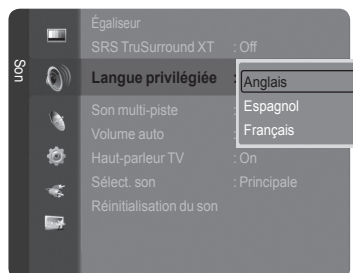 Son
Égaliseur
SRS TruSurround XT : Off
Langue privilégiée :
Anglais
Espagnol
Français
Son multi-piste :
Volume auto :
Haut-parleur TV : On
Sélect. son : Principale
Réinitialisation du son